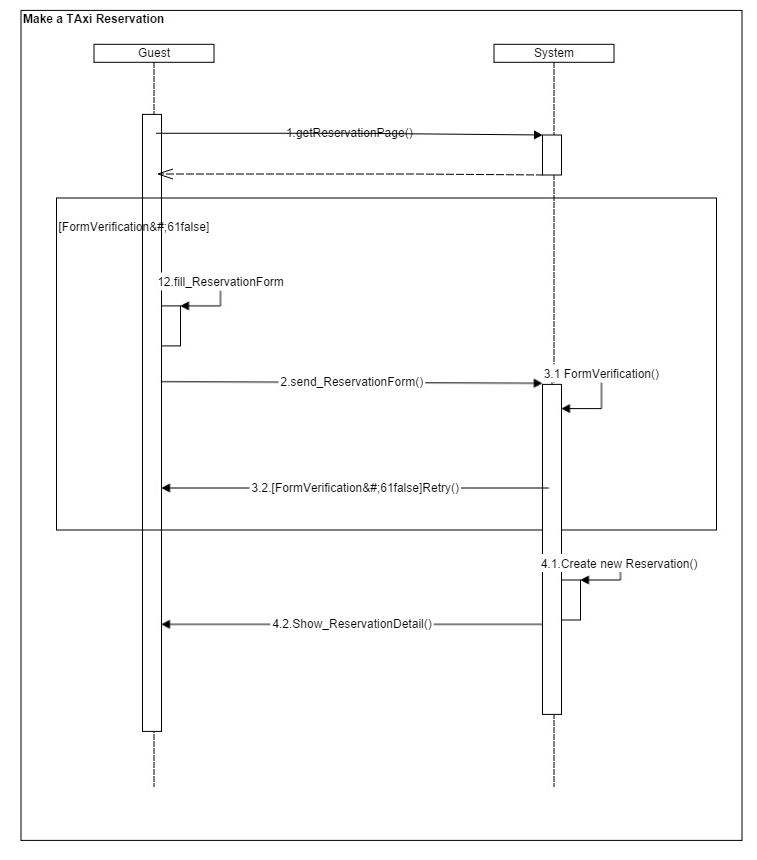 Make a TAxi Reservation
Guest
System
1.getReservationPage()
[FormVerification&#;61false]
12.fill_ReservationForm
3.1 FormVerification()
2.send_ReservationForm()
3.2.[FormVerification&#;61false]Retry()
4.1.Create new Reservation()
4.2.Show_ReservationDetail()